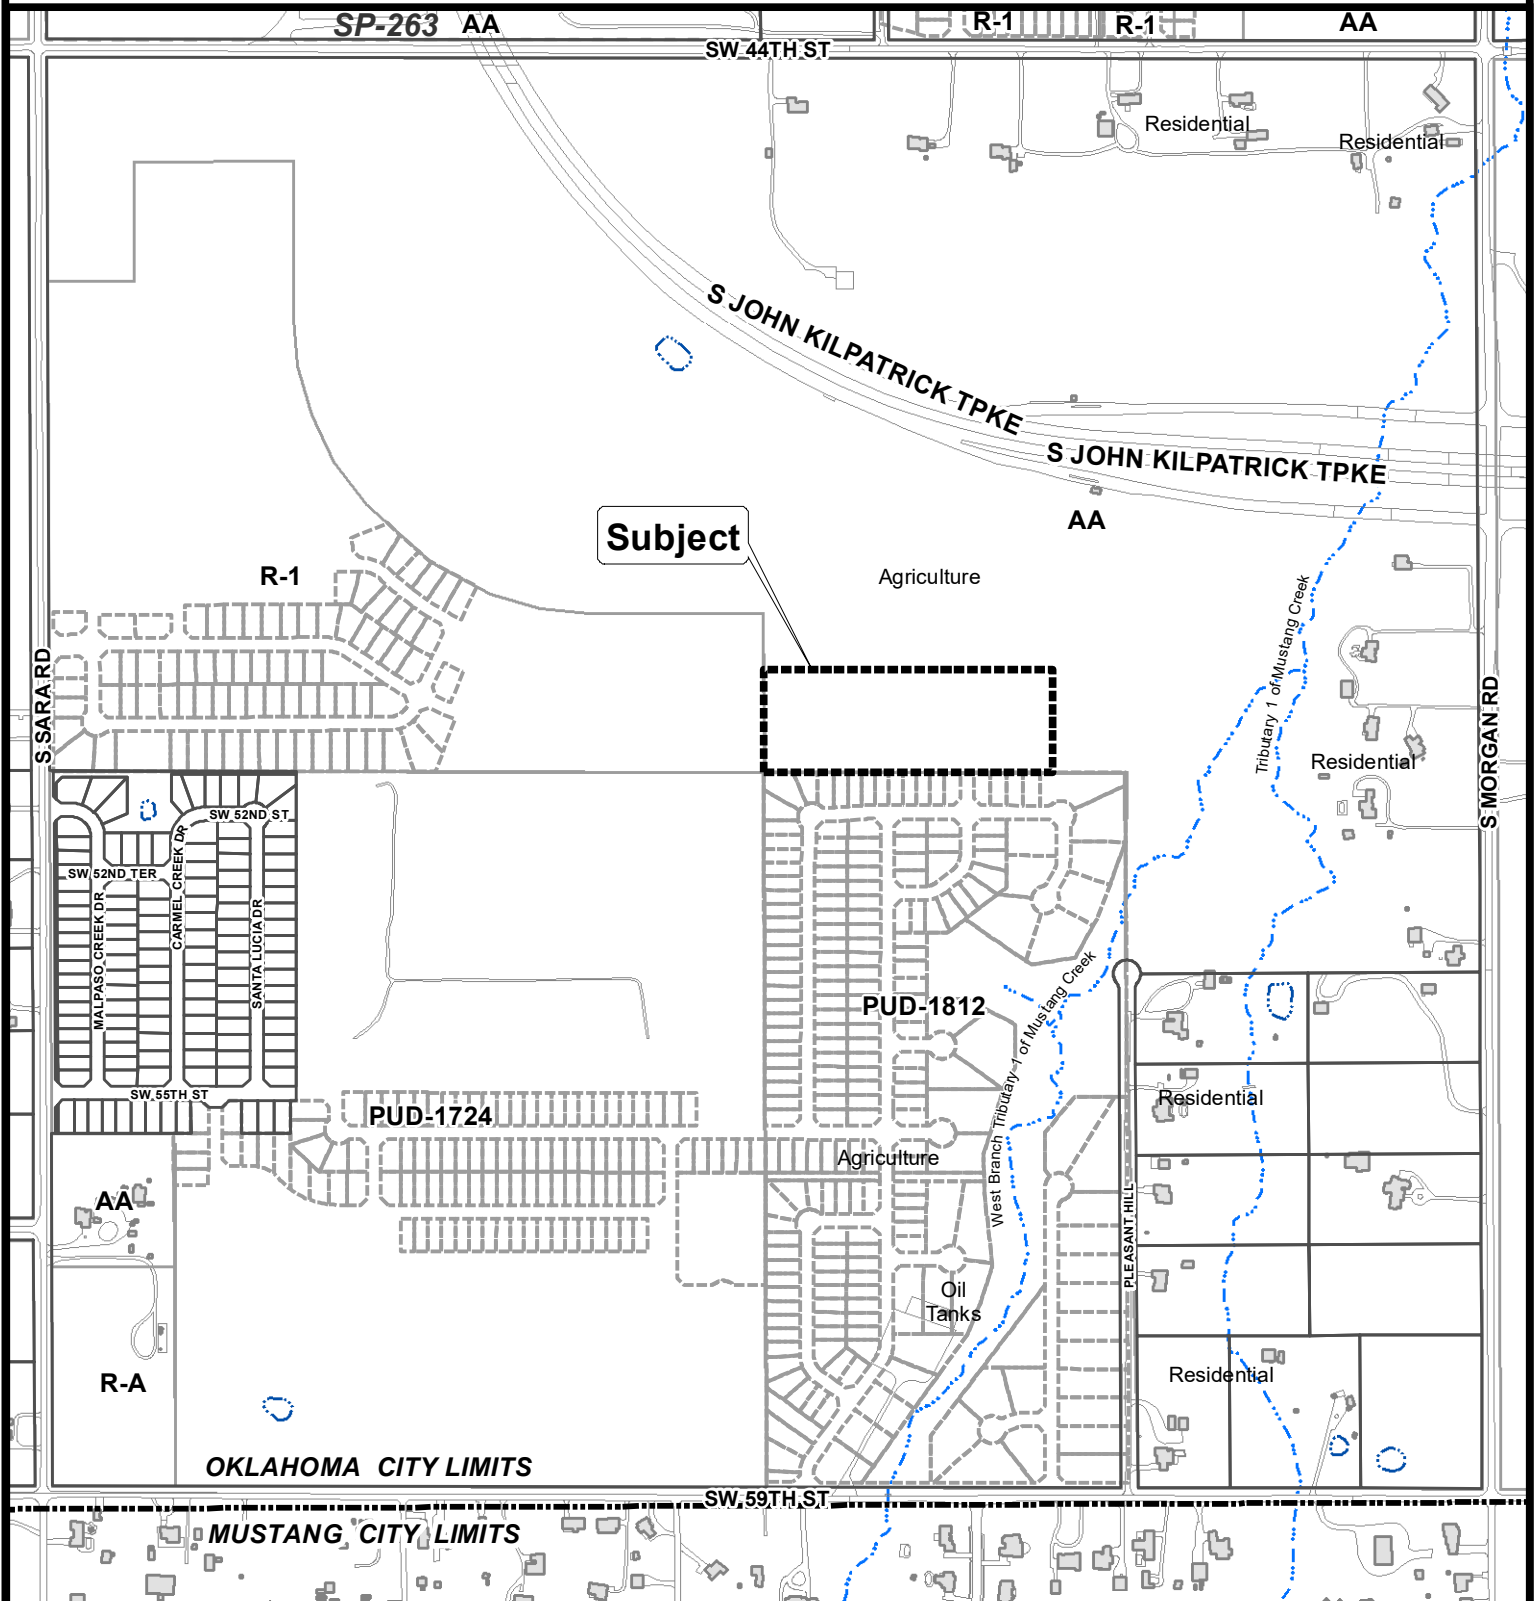 SP-263
AA
R-1
R-1
AA
SW 44TH ST
Residential
Residential
S JOHN KILPATRICK TPKE
S JOHN KILPATRICK TPKE
AA
Subject
Agriculture
R-1
Tributary 1 of Mustang Creek
S SARA RD
S MORGAN RD
Residential
SW 52ND ST
SW 52ND TER
CARMEL CREEK DR
MALPASO CREEK DR
SANTA LUCIA DR
PUD-1812
West Branch Tributary 1 of Mustang Creek
SW 55TH ST
PUD-1724
Residential
Agriculture
AA
PLEASANT HILL
Oil
Tanks
R-A
Residential
OKLAHOMA CITY LIMITS
SW 59TH ST
MUSTANG CITY LIMITS